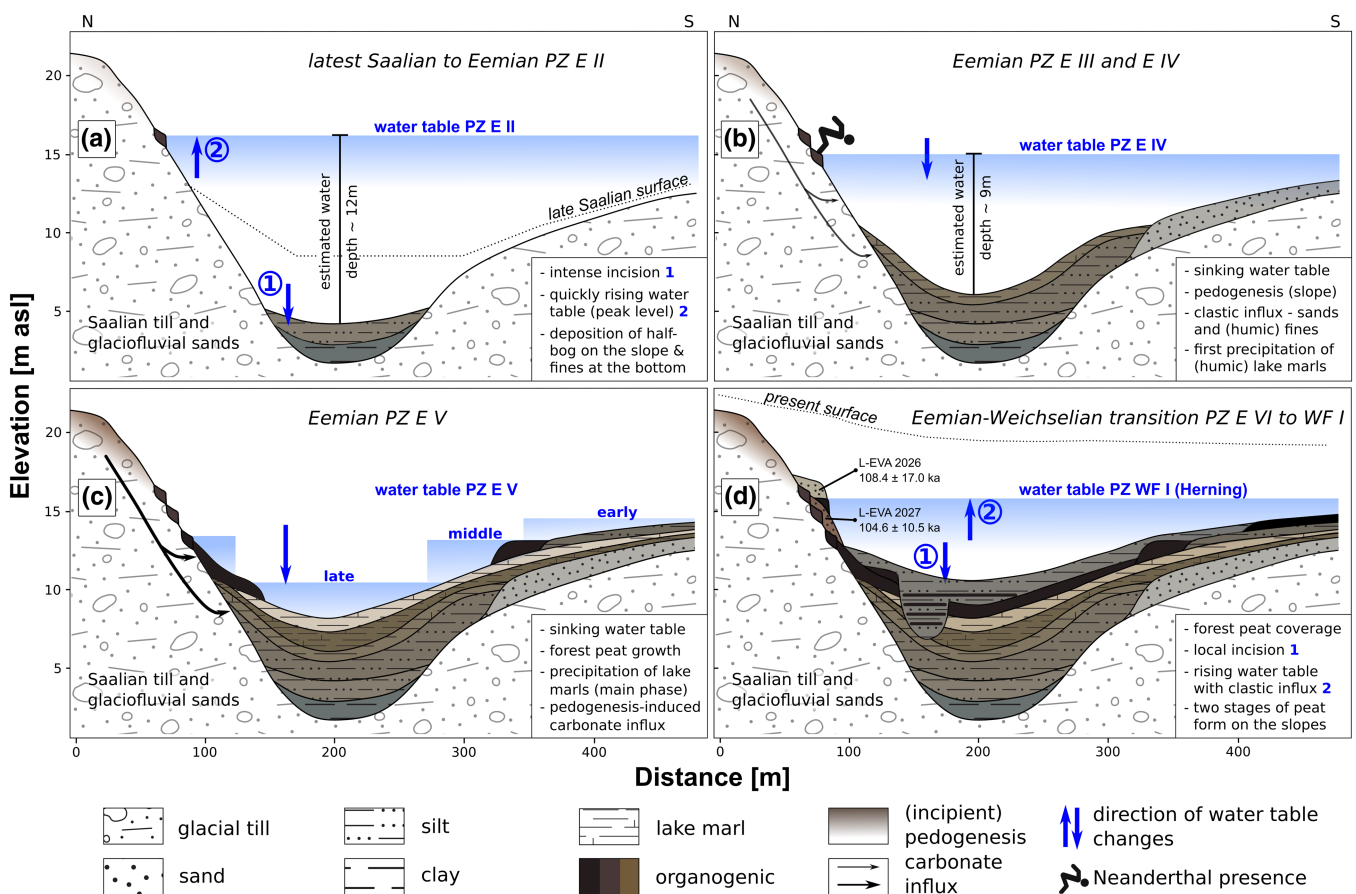 N
S
N
S
latest Saalian to Eemian PZ E II
20
(a)
②
water table PZ E II
15
estimated water
depth ~ 12m
late Saalian surface
10
①
5
Saalian till and
glaciofluvial sands
- intense incision 1
- quickly rising water
table (peak level) 2
- deposition of half-
bog on the slope &
fines at the bottom
Eemian PZ E III and E IV
(b)
water table PZ E IV
estimated water
depth ~ 9m
Saalian till and
glaciofluvial sands
- sinking water table
- pedogenesis (slope)
- clastic influx - sands
and (humic) fines
- first precipitation of
(humic) lake marls
Elevation [m asl]
Eemian PZ E V
20
(c)
water table PZ E V
15
early
middle
late
10
5
Saalian till and
glaciofluvial sands
- sinking water table
- forest peat growth
- precipitation of lake
marls (main phase)
- pedogenesis-induced
carbonate influx
present surface
Eemian-Weichselian transition PZ E VI to WF I
(d)
L-EVA 2026
108.4 ± 17.0 ka
water table PZ WF I (Herning)
L-EVA 2027
104.6 ± 10.5 ka
②
①
Saalian till and
glaciofluvial sands
- forest peat coverage
- local incision 1
- rising water table
with clastic influx 2
- two stages of peat
form on the slopes
0
100
200
300
400
0
100
200
300
400
Distance [m]
glacial till
silt
lake marl
(incipient)
pedogenesis
direction of water table
changes
sand
clay
organogenic
carbonate
influx
Neanderthal presence